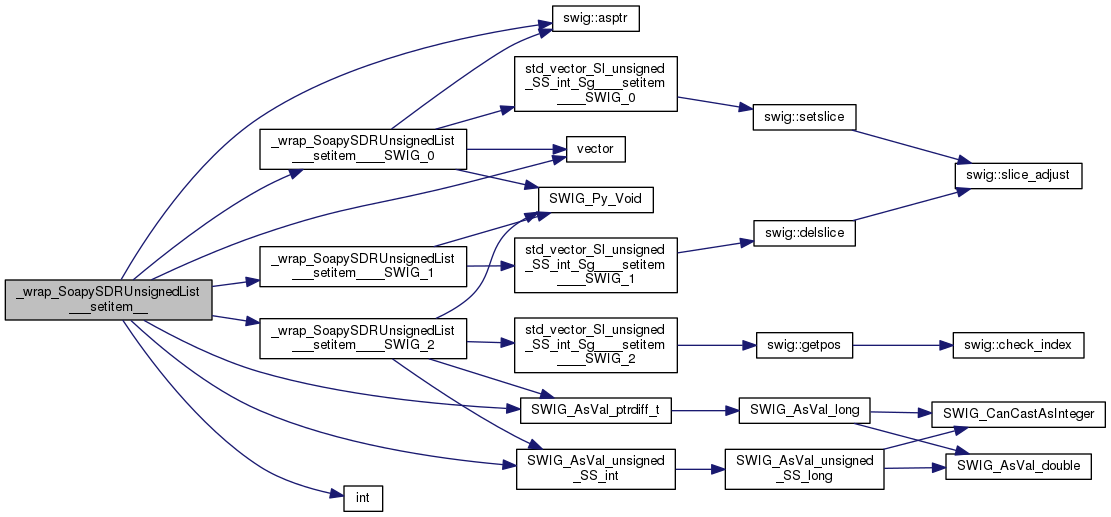 swig::asptr
std_vector_Sl_unsigned
_SS_int_Sg____setitem
____SWIG_0
swig::setslice
_wrap_SoapySDRUnsignedList
___setitem____SWIG_0
vector
swig::slice_adjust
SWIG_Py_Void
swig::delslice
_wrap_SoapySDRUnsignedList
___setitem____SWIG_1
std_vector_Sl_unsigned
_SS_int_Sg____setitem
____SWIG_1
_wrap_SoapySDRUnsignedList
___setitem__
_wrap_SoapySDRUnsignedList
___setitem____SWIG_2
std_vector_Sl_unsigned
_SS_int_Sg____setitem
____SWIG_2
swig::getpos
swig::check_index
SWIG_AsVal_ptrdiff_t
SWIG_AsVal_long
SWIG_CanCastAsInteger
SWIG_AsVal_unsigned
_SS_int
SWIG_AsVal_unsigned
_SS_long
SWIG_AsVal_double
int